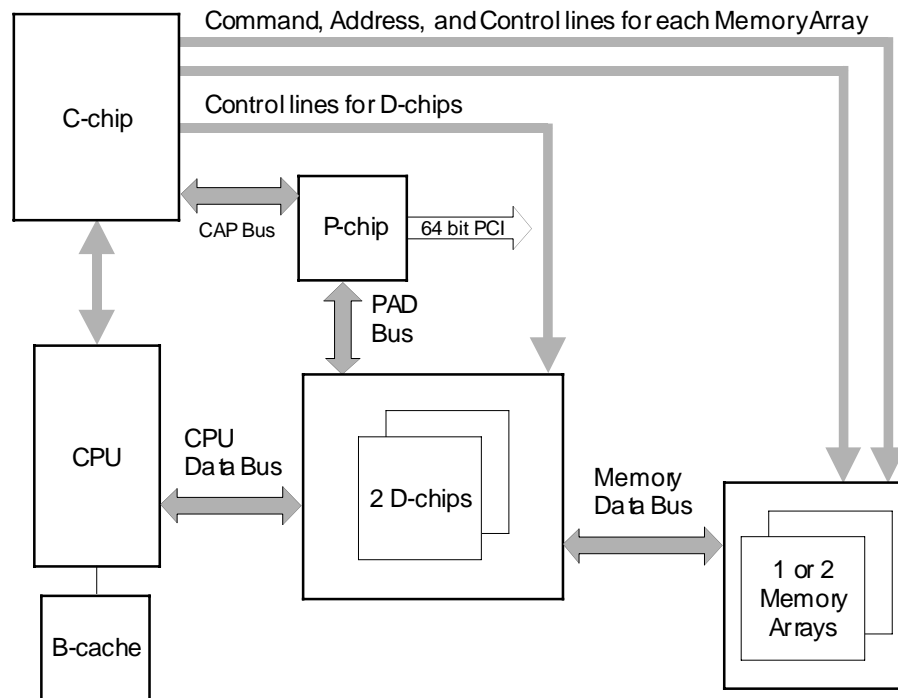 Command, Address, and Control lines for each Memory Array
Control lines for D-chips
C-chip
CAP Bus
P-chip
64 bit PCI
PAD
Bus
CPU
CPU
Data Bus
2 D-chips
Memory
Data Bus
1 or 2
Memory
Arrays
B-cache